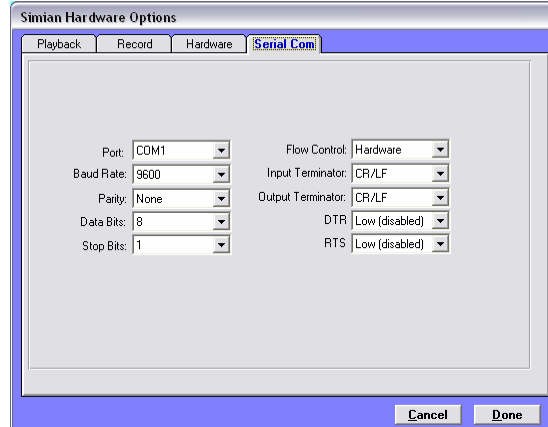 Simian Hardware Options
Playback Record Hardware Serial Com
Port: COM1
Baud Rate: 9600
Parity: None
Data Bits: 8
Stop Bits: 1
Flow Control: Hardware
Input Terminator: CR/LF
Output Terminator: CR/LF
DTR Low (disabled)
RTS Low (disabled)
Cancel Done